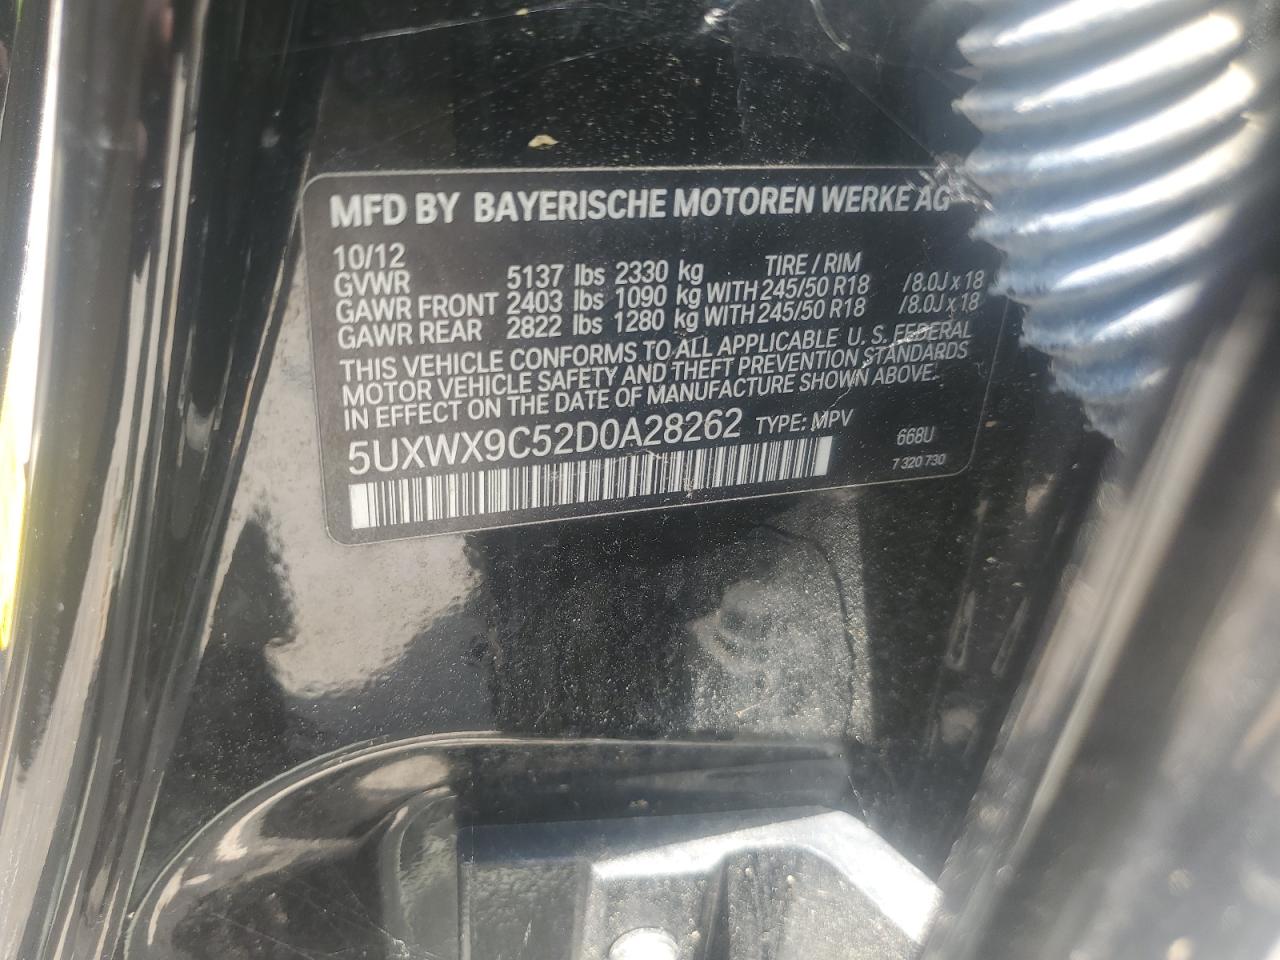 MFD BY BAYERISCHE MOTOREN WERKE AG
10/12
GVWR 5137 lbs 2330 kg TIRE / RIM
GAWR FRONT 2403 lbs 1090 kg WITH 245/50 R18 /8.0J x 18
GAWR REAR 2822 lbs 1280 kg WITH 245/50 R18 /8.0J x 18
THIS VEHICLE CONFORMS TO ALL APPLICABLE U. S. FEDERAL
MOTOR VEHICLE SAFETY AND THEFT PREVENTION STANDARDS
IN EFFECT ON THE DATE OF MANUFACTURE SHOWN ABOVE.
5UXWX9C52D0A28262 TYPE: MPV 668U
7 320 730